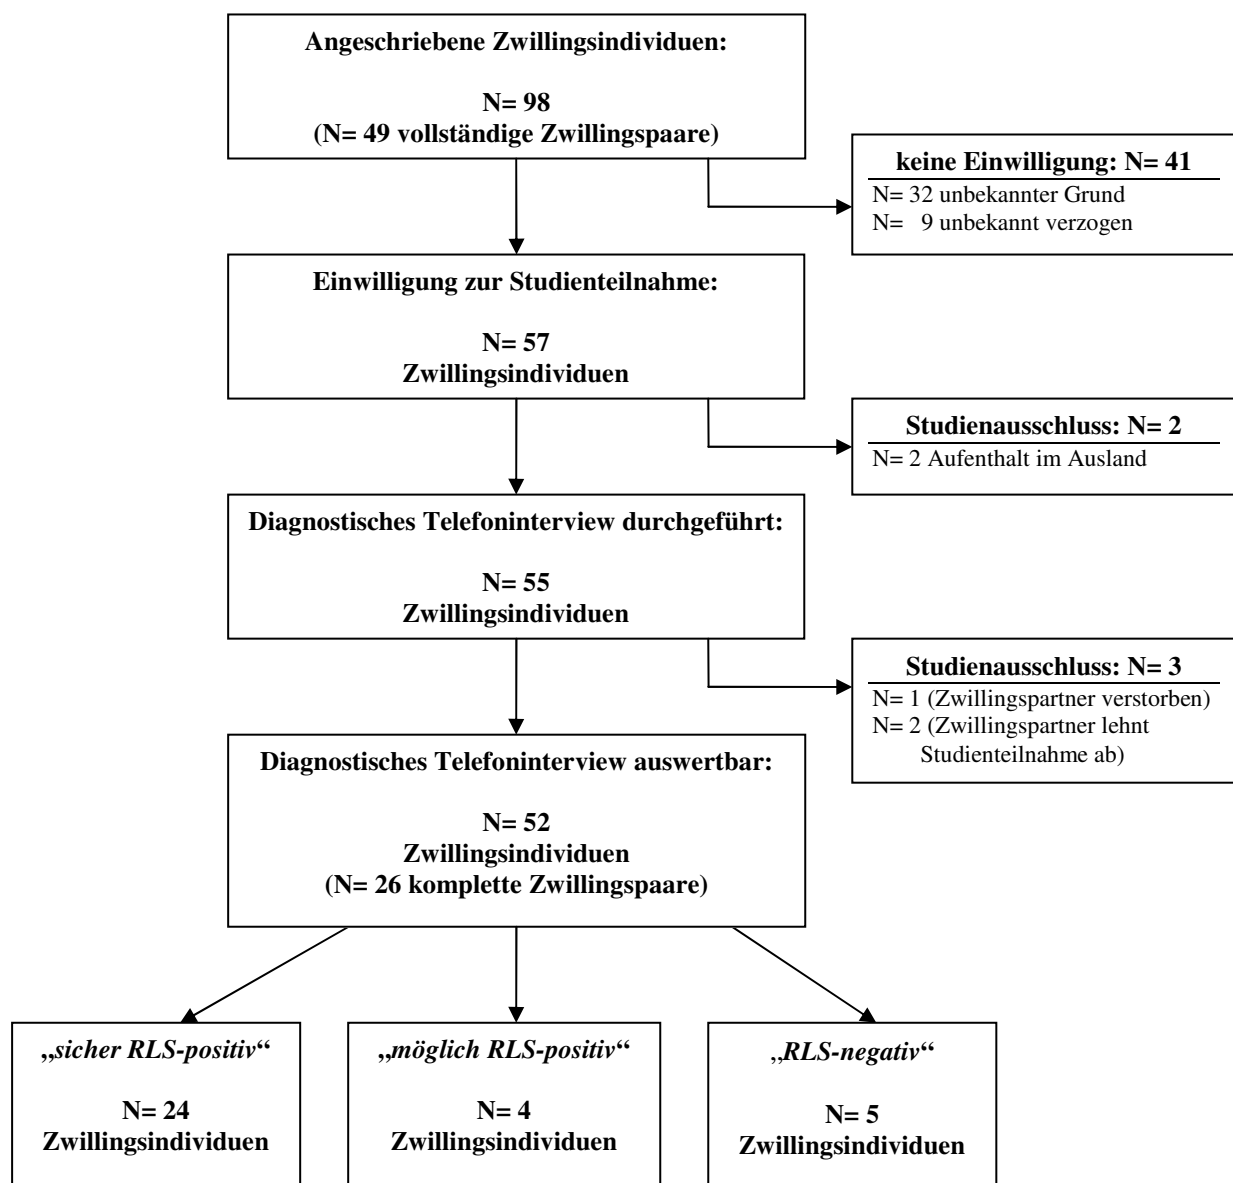 Angeschriebene Zwillingsindividuen:
N= 98
(N= 49 vollständige Zwillingspaare)
keine Einwilligung: N= 41
N= 32 unbekannter Grund
N= 9 unbekannt verzogen
Einwilligung zur Studienteilnahme:
N= 57
Zwillingsindividuen
Studienausschluss: N= 2
N= 2 Aufenthalt im Ausland
Diagnostisches Telefoninterview durchgeführt:
N= 55
Zwillingsindividuen
Studienausschluss: N= 3
N= 1 (Zwillingspartner verstorben)
N= 2 (Zwillingspartner lehnt
Studienteilnahme ab)
Diagnostisches Telefoninterview auswertbar:
N= 52
Zwillingsindividuen
(N= 26 komplette Zwillingspaare)
„sicher RLS-positiv“
N= 24
Zwillingsindividuen
„möglich RLS-positiv“
N= 4
Zwillingsindividuen
„RLS-negativ“
N= 5
Zwillingsindividuen